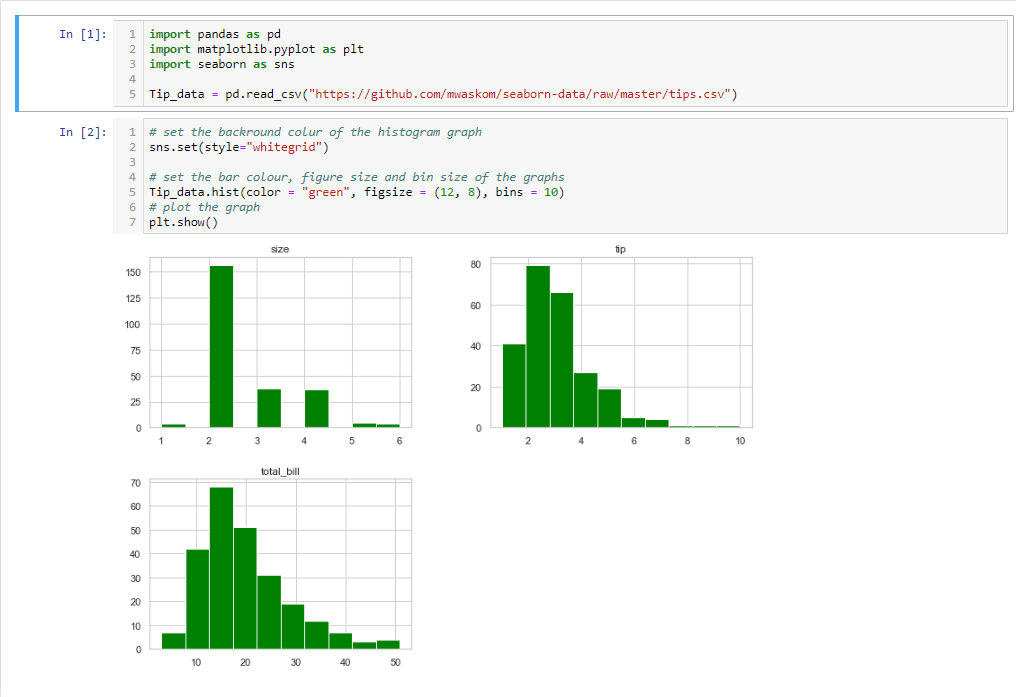 In [1]:
1 import pandas as pd
2 import matplotlib.pyplot as plt
3 import seaborn as sns
4
5 Tip_data = pd.read_csv("https://github.com/mwaskom/seaborn-data/raw/master/tips.csv")
In [2]:
1 # set the backround colur of the histogram graph
2 sns.set(style="whitegrid")
3
4 # set the bar colour, figure size and bin size of the graphs
5 Tip_data.hist(color = "green", figsize = (12, 8), bins = 10)
6 # plot the graph
7 plt.show()
size
150
125
100
75
50
25
0
1 2 3 4 5 6
tip
80
60
40
20
0
2 4 6 8 10
total_bill
70
60
50
40
30
20
10
0
10 20 30 40 50